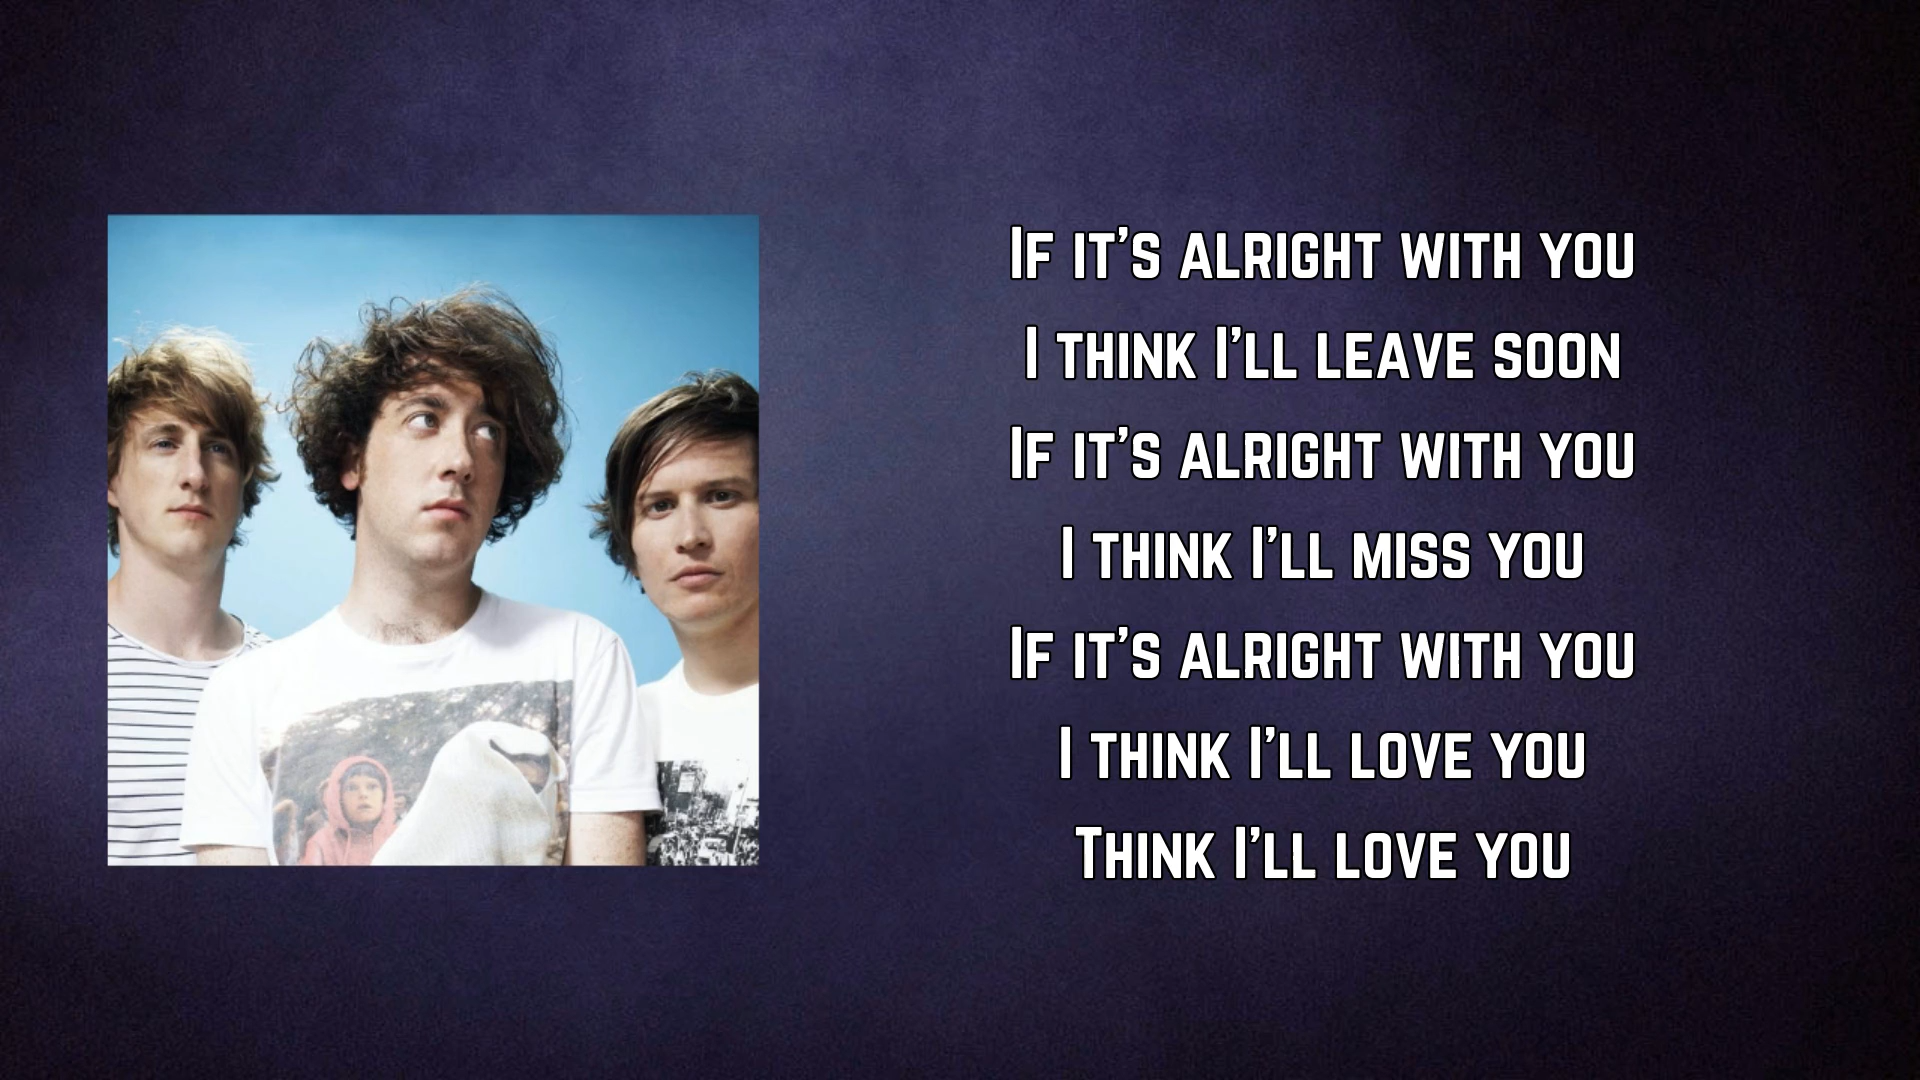 If it's alright with you
I think I'll leave soon
If it's alright with you
I think I'll miss you
If it's alright with you
I think I'll love you
Think I'll love you